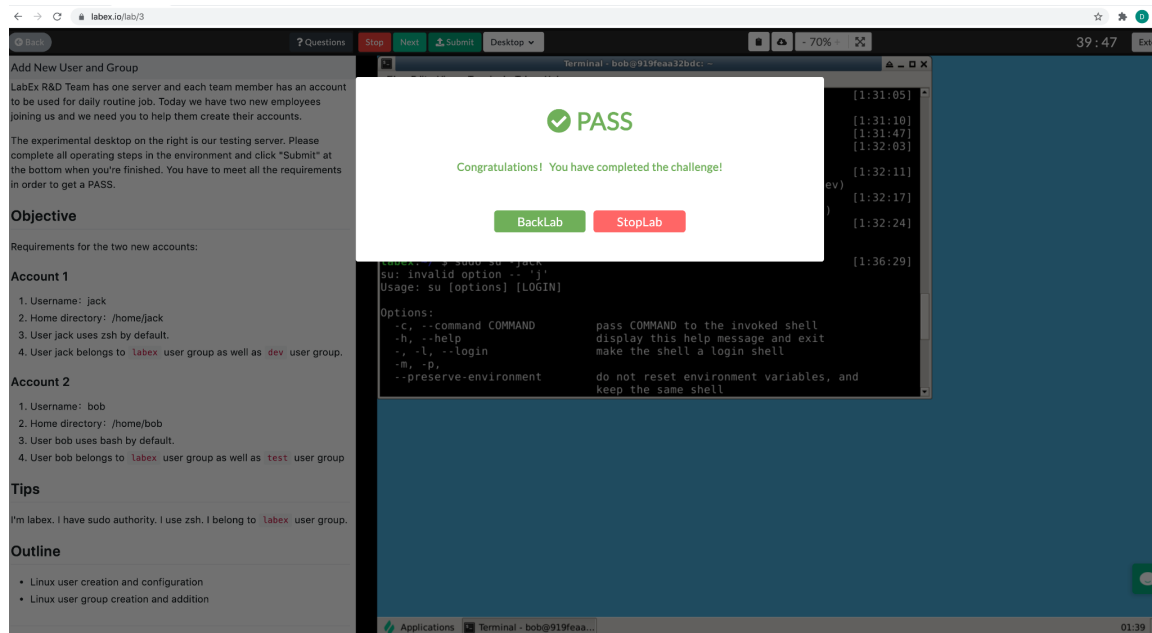 labex.io/lab/3
D
Back
? Questions
Stop
Next
Submit
Desktop
- 70% +
39 : 47
Ext
Add New User and Group
LabEx R&D Team has one server and each team member has an account
to be used for daily routine job. Today we have two new employees
joining us and we need you to help them create their accounts.
The experimental desktop on the right is our testing server. Please
complete all operating steps in the environment and click "Submit" at
the bottom when you're finished. You have to meet all the requirements
in order to get a PASS.
Objective
Requirements for the two new accounts:
Account 1
1. Username：jack
2. Home directory：/home/jack
3. User jack uses zsh by default.
4. User jack belongs to labex user group as well as dev user group.
Account 2
1. Username：bob
2. Home directory：/home/bob
3. User bob uses bash by default.
4. User bob belongs to labex user group as well as test user group
Tips
I'm labex. I have sudo authority. I use zsh. I belong to labex user group.
Outline
• Linux user creation and configuration
• Linux user group creation and addition
Terminal - bob@919feaa32bdc: ~
PASS
Congratulations！You have completed the challenge!
BackLab
StopLab
[1:31:05]
[1:31:10]
[1:31:47]
[1:32:03]
[1:32:11]
ev)
[1:32:17]
)
[1:32:24]
$ sudo su -jack [1:36:29]
su: invalid option -- 'j'
Usage: su [options] [LOGIN]
Options:
-c, --command COMMAND pass COMMAND to the invoked shell
-h, --help display this help message and exit
-, -l, --login make the shell a login shell
-m, -p,
--preserve-environment do not reset environment variables, and
keep the same shell
Applications
Terminal - bob@919feaa...
01:39